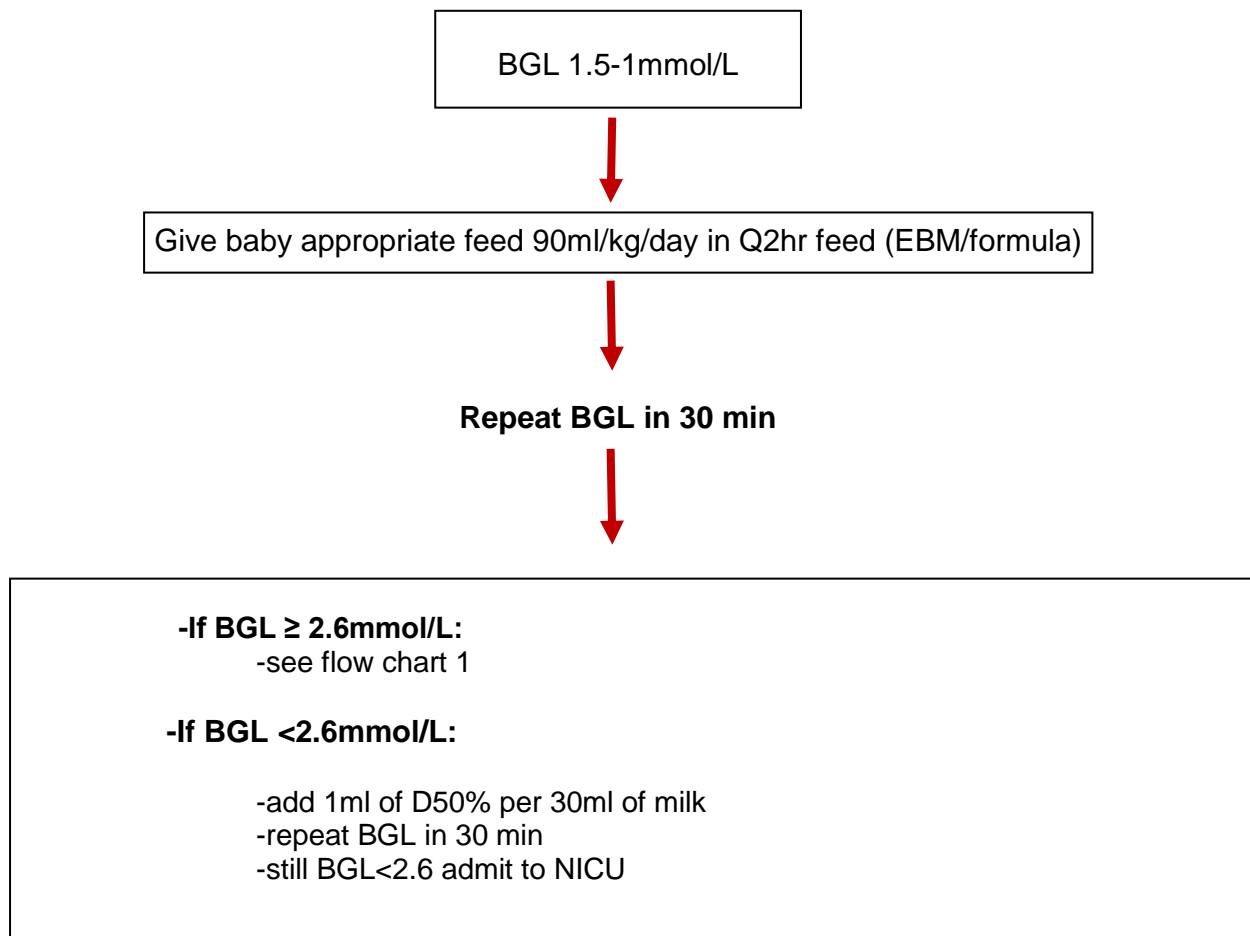 BGL 1.5-1mmol/L
Give baby appropriate feed 90ml/kg/day in Q2hr feed (EBM/formula)
Repeat BGL in 30 min
-If BGL ≥ 2.6mmol/L:
-see flow chart 1
-If BGL <2.6mmol/L:
-add 1ml of D50% per 30ml of milk
-repeat BGL in 30 min
-still BGL<2.6 admit to NICU